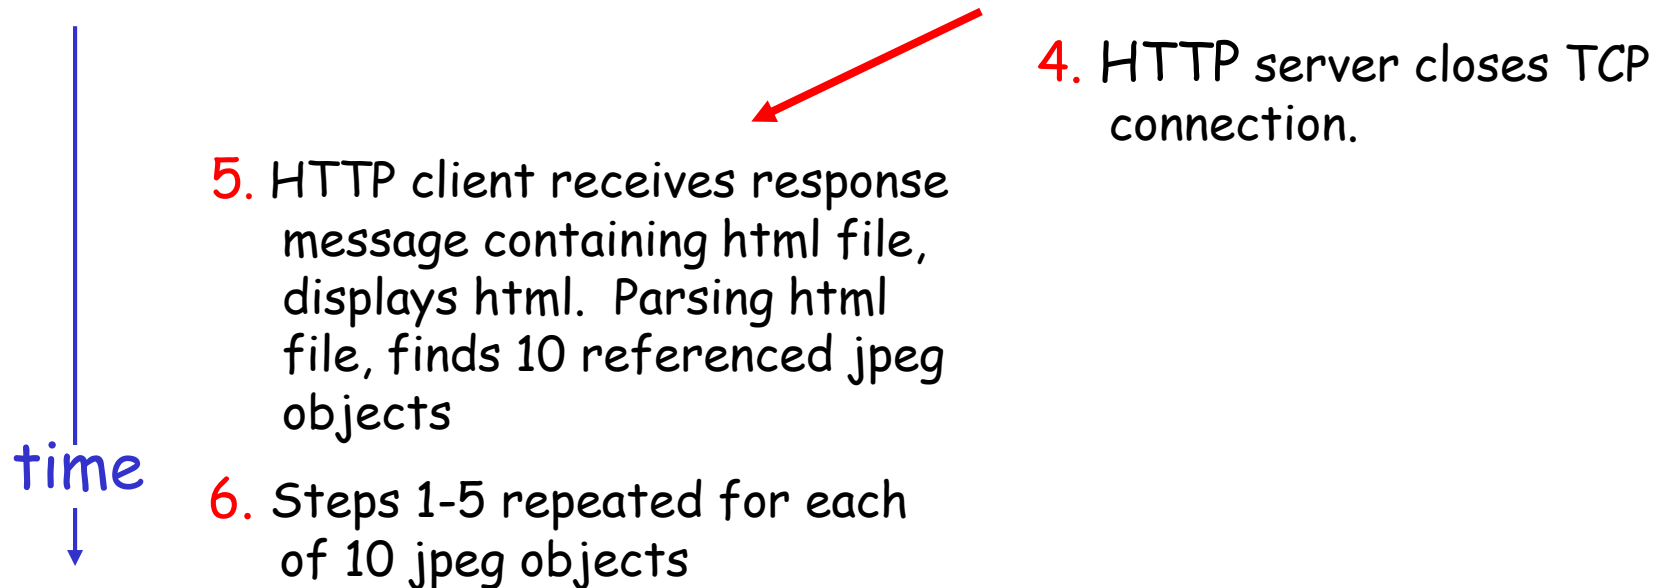 4. HTTP server closes TCP
connection.
5. HTTP client receives response
message containing html file,
displays html.  Parsing html
file, finds 10 referenced jpeg
objects
time
6. Steps 1-5 repeated for each
of 10 jpeg objects